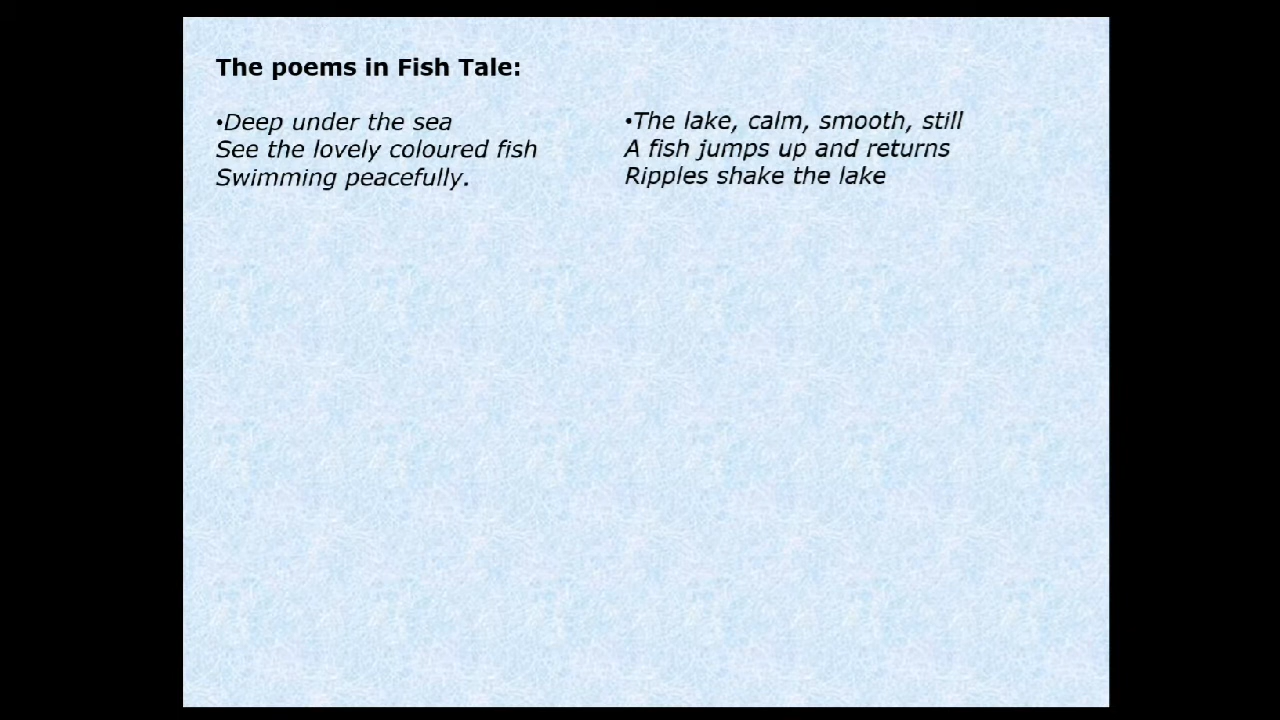 The poems in Fish Tale:
•Deep under the sea
See the lovely coloured fish
Swimming peacefully.
•The lake, calm, smooth, still
A fish jumps up and returns
Ripples shake the lake